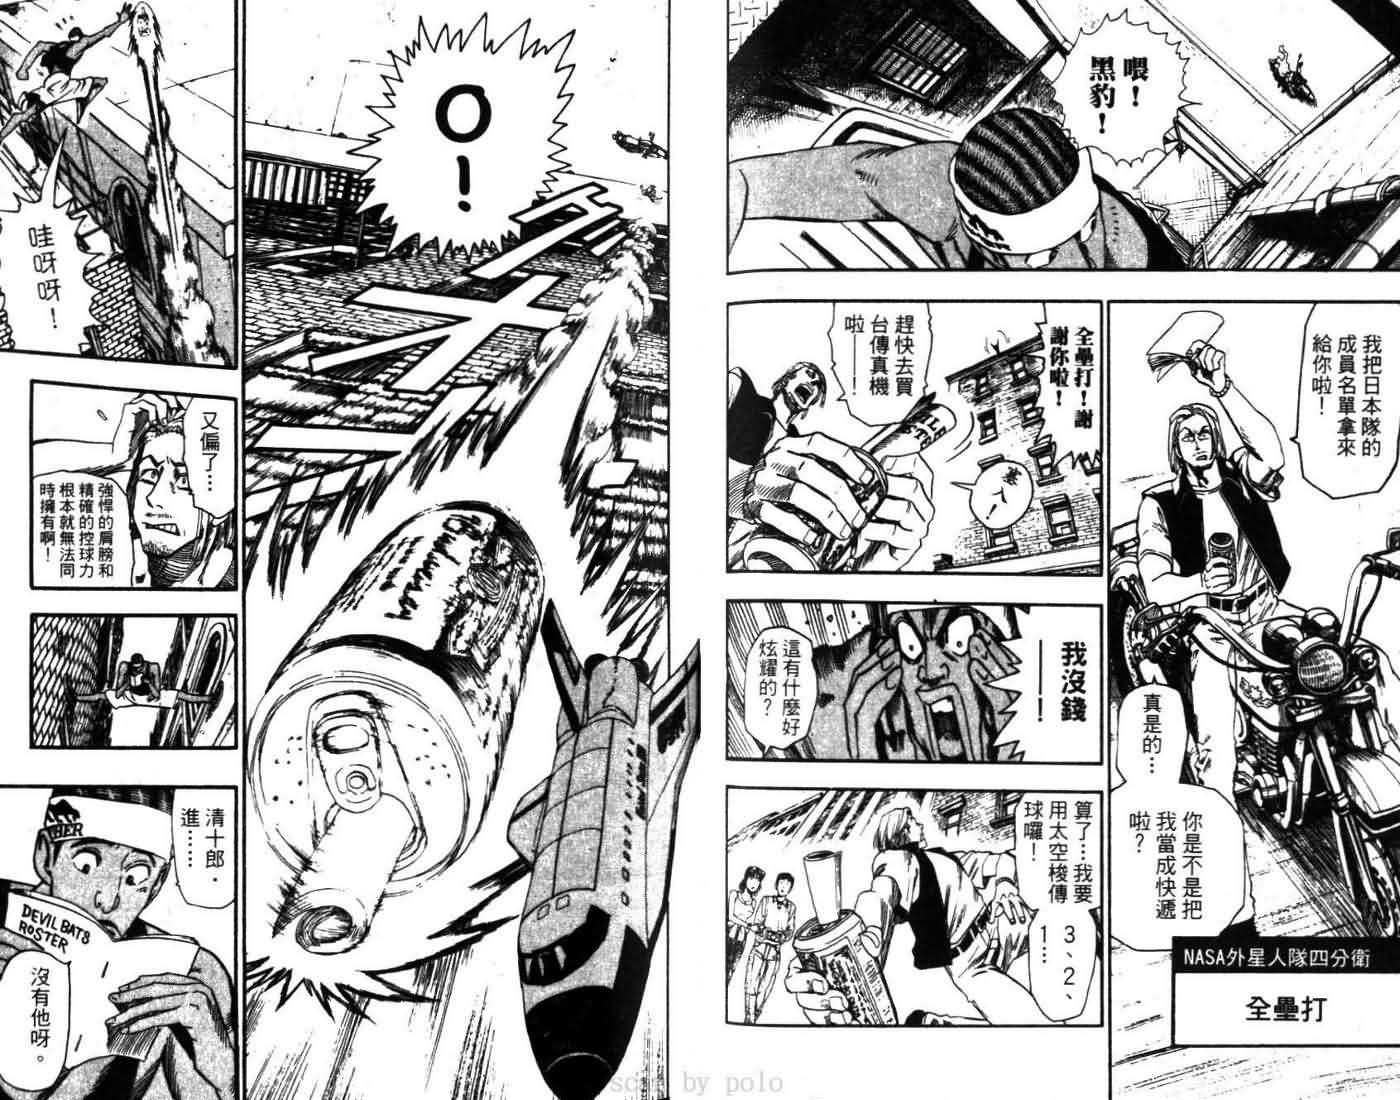 喂！
黑豹！
我把日本隊的
成員名單拿來
給你啦！
真是的…
你是不是把
我當成快遞
啦？
NASA外星人隊四分衛
全壘打
全壘打！謝
謝你啦！
趕快去買
台傳真機
啦——
我沒錢
——！
這有什麼好
炫耀的？
算了…我要
用太空梭傳
球囉！
3、2、
1…
0！
哇呀呀！
又偏了…
強悍的肩膀和
精確的控球力
根本就無法同
時擁有啊！
清十郎．
進……
DEVIL BATS
ROSTER
沒有他呀。
scan by polo